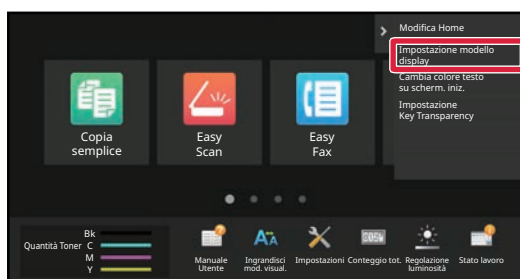 Modifica Home
Impostazione modello
display
Cambia colore testo
su scherm. iniz.
Impostazione
Key Transparency
Copia
semplice
Easy
Scan
Easy
Fax
Quantità Toner
Bk
C
M
Y
Manuale
Utente
Ingrandisci
mod. visual.
Impostazioni
Conteggio tot.
Regolazione
luminosità
Stato lavoro